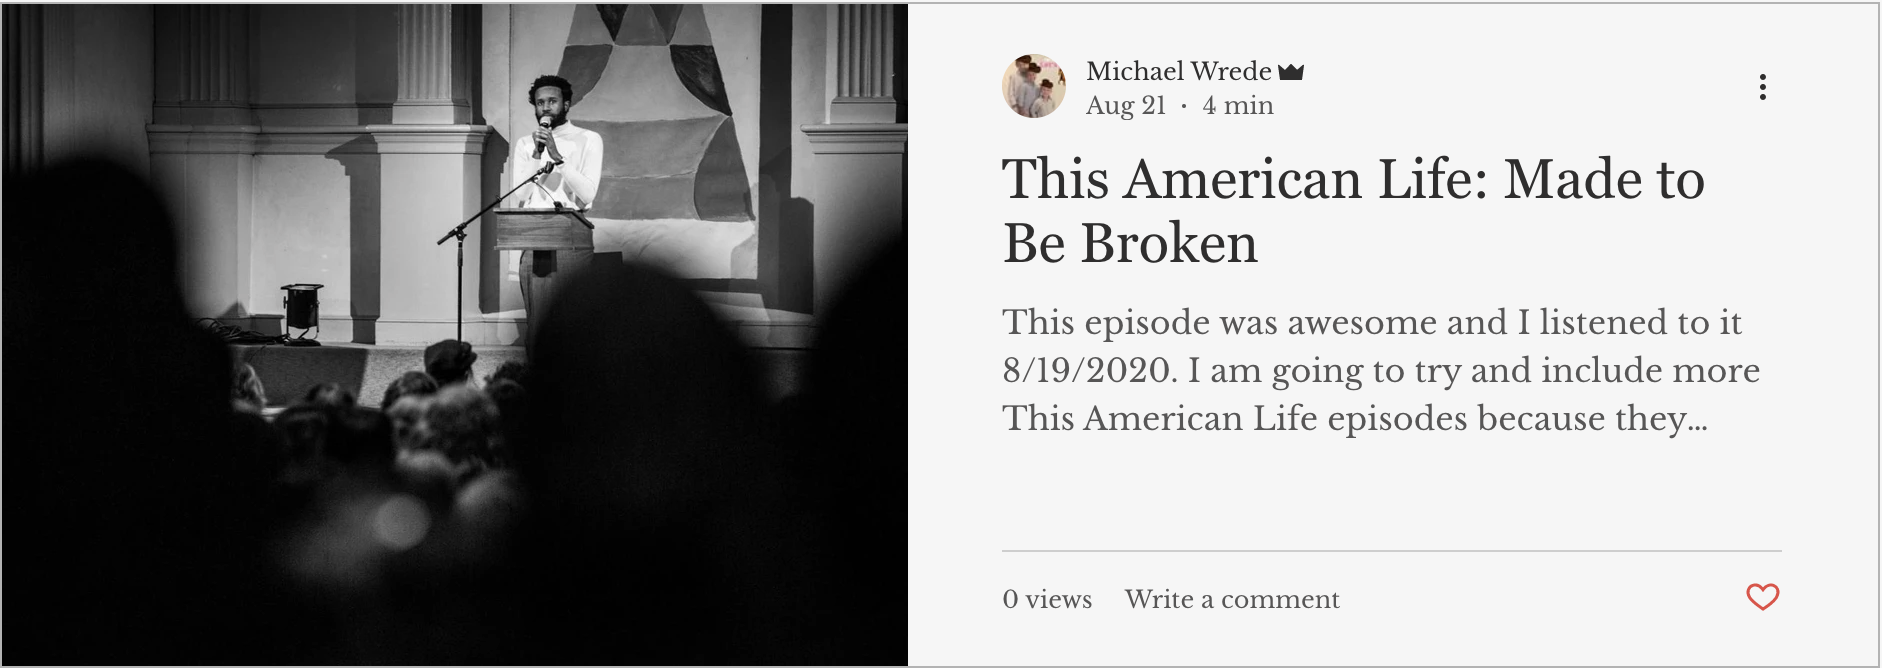 Michael Wrede
Aug 21 · 4 min
This American Life: Made to
Be Broken
This episode was awesome and I listened to it
8/19/2020. I am going to try and include more
This American Life episodes because they...
0 views Write a comment